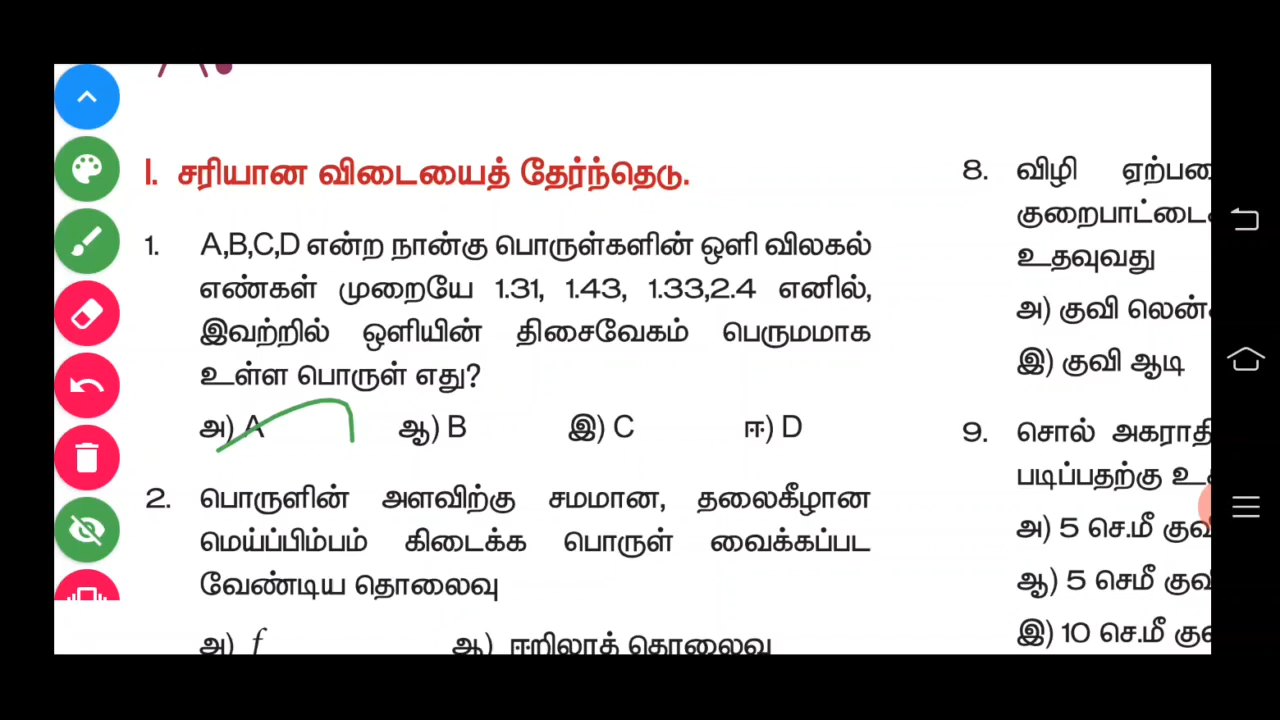 I. சரியான விடையைத் தேர்ந்தெடு.
1. A,B,C,D என்ற நான்கு பொருள்களின் ஒளி விலகல்
எண்கள் முறையே 1.31, 1.43, 1.33,2.4 எனில்,
இவற்றில் ஒளியின் திசைவேகம் பெருமமாக
உள்ள பொருள் எது?
அ) A ஆ) B இ) C ஈ) D
2. பொருளின் அளவிற்கு சமமான, தலைகீழான
மெய்ப்பிம்பம் கிடைக்க பொருள் வைக்கப்பட
வேண்டிய தொலைவு
அ) f ஆ) ஈறிலாத் தொலைவு
8. விழி
உதவுவது
அ) குவி
இ) குவி ஆடி
9. சொல்
படிப்பதற்கு
அ) 5 செ.மீ
ஆ) 5 செமீ
இ) 10 செ.மீ